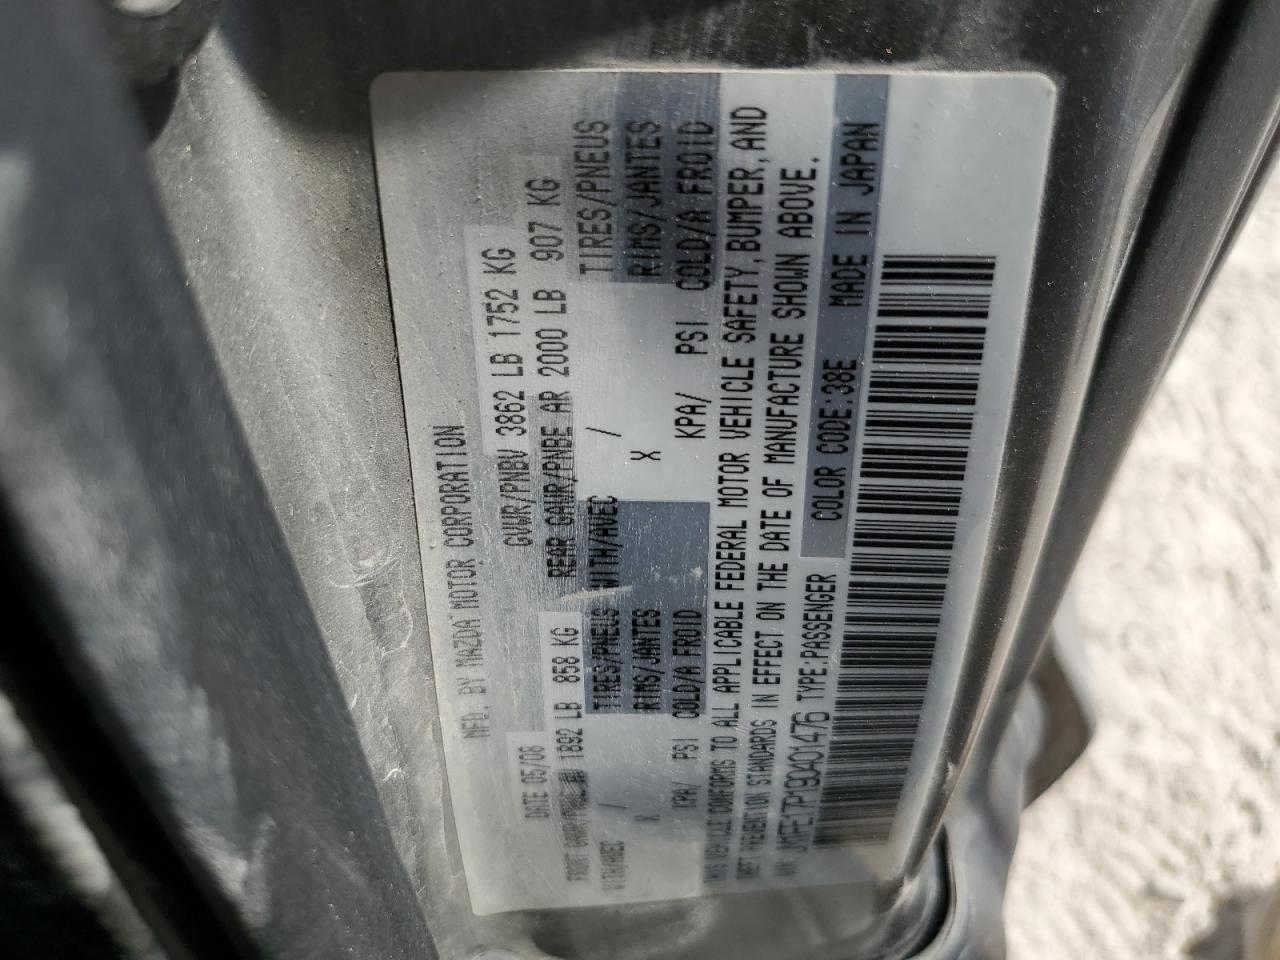 MFD. BY MAZDA MOTOR CORPORATION
DATE 05/08 GVWR/PNBV 3862 LB 1752 KG
FRONT GAWR/PNBE AV 1892 LB 858 KG REAR GAWR/PNBE AR 2000 LB 907 KG
WITH/AVEC TIRES/PNEUS WITH/AVEC / TIRES/PNEUS
X RIMS/JANTES X RIMS/JANTES
KPA/ PSI COLD/A FROID KPA/ PSI COLD/A FROID
THIS VEHICLE CONFORMS TO ALL APPLICABLE FEDERAL MOTOR VEHICLE SAFETY, BUMPER, AND
THEFT PREVENTION STANDARDS IN EFFECT ON THE DATE OF MANUFACTURE SHOWN ABOVE.
VIN: JM1FE17P190401476 TYPE:PASSENGER COLOR CODE:38E MADE IN JAPAN